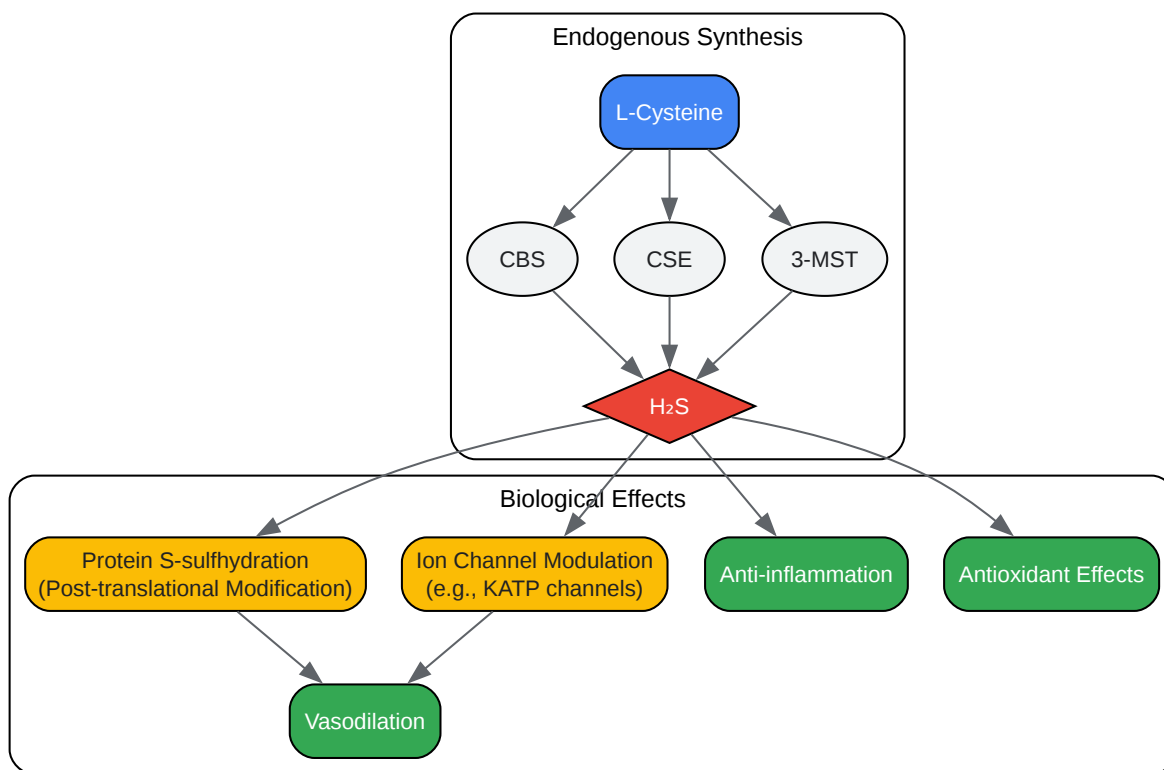 Endogenous Synthesis
L-Cysteine
CBS
CSE
3-MST
H₂S
Biological Effects
Protein S-sulfhydration
(Post-translational Modification)
Ion Channel Modulation
(e.g., KATP channels)
Anti-inflammation
Antioxidant Effects
Vasodilation